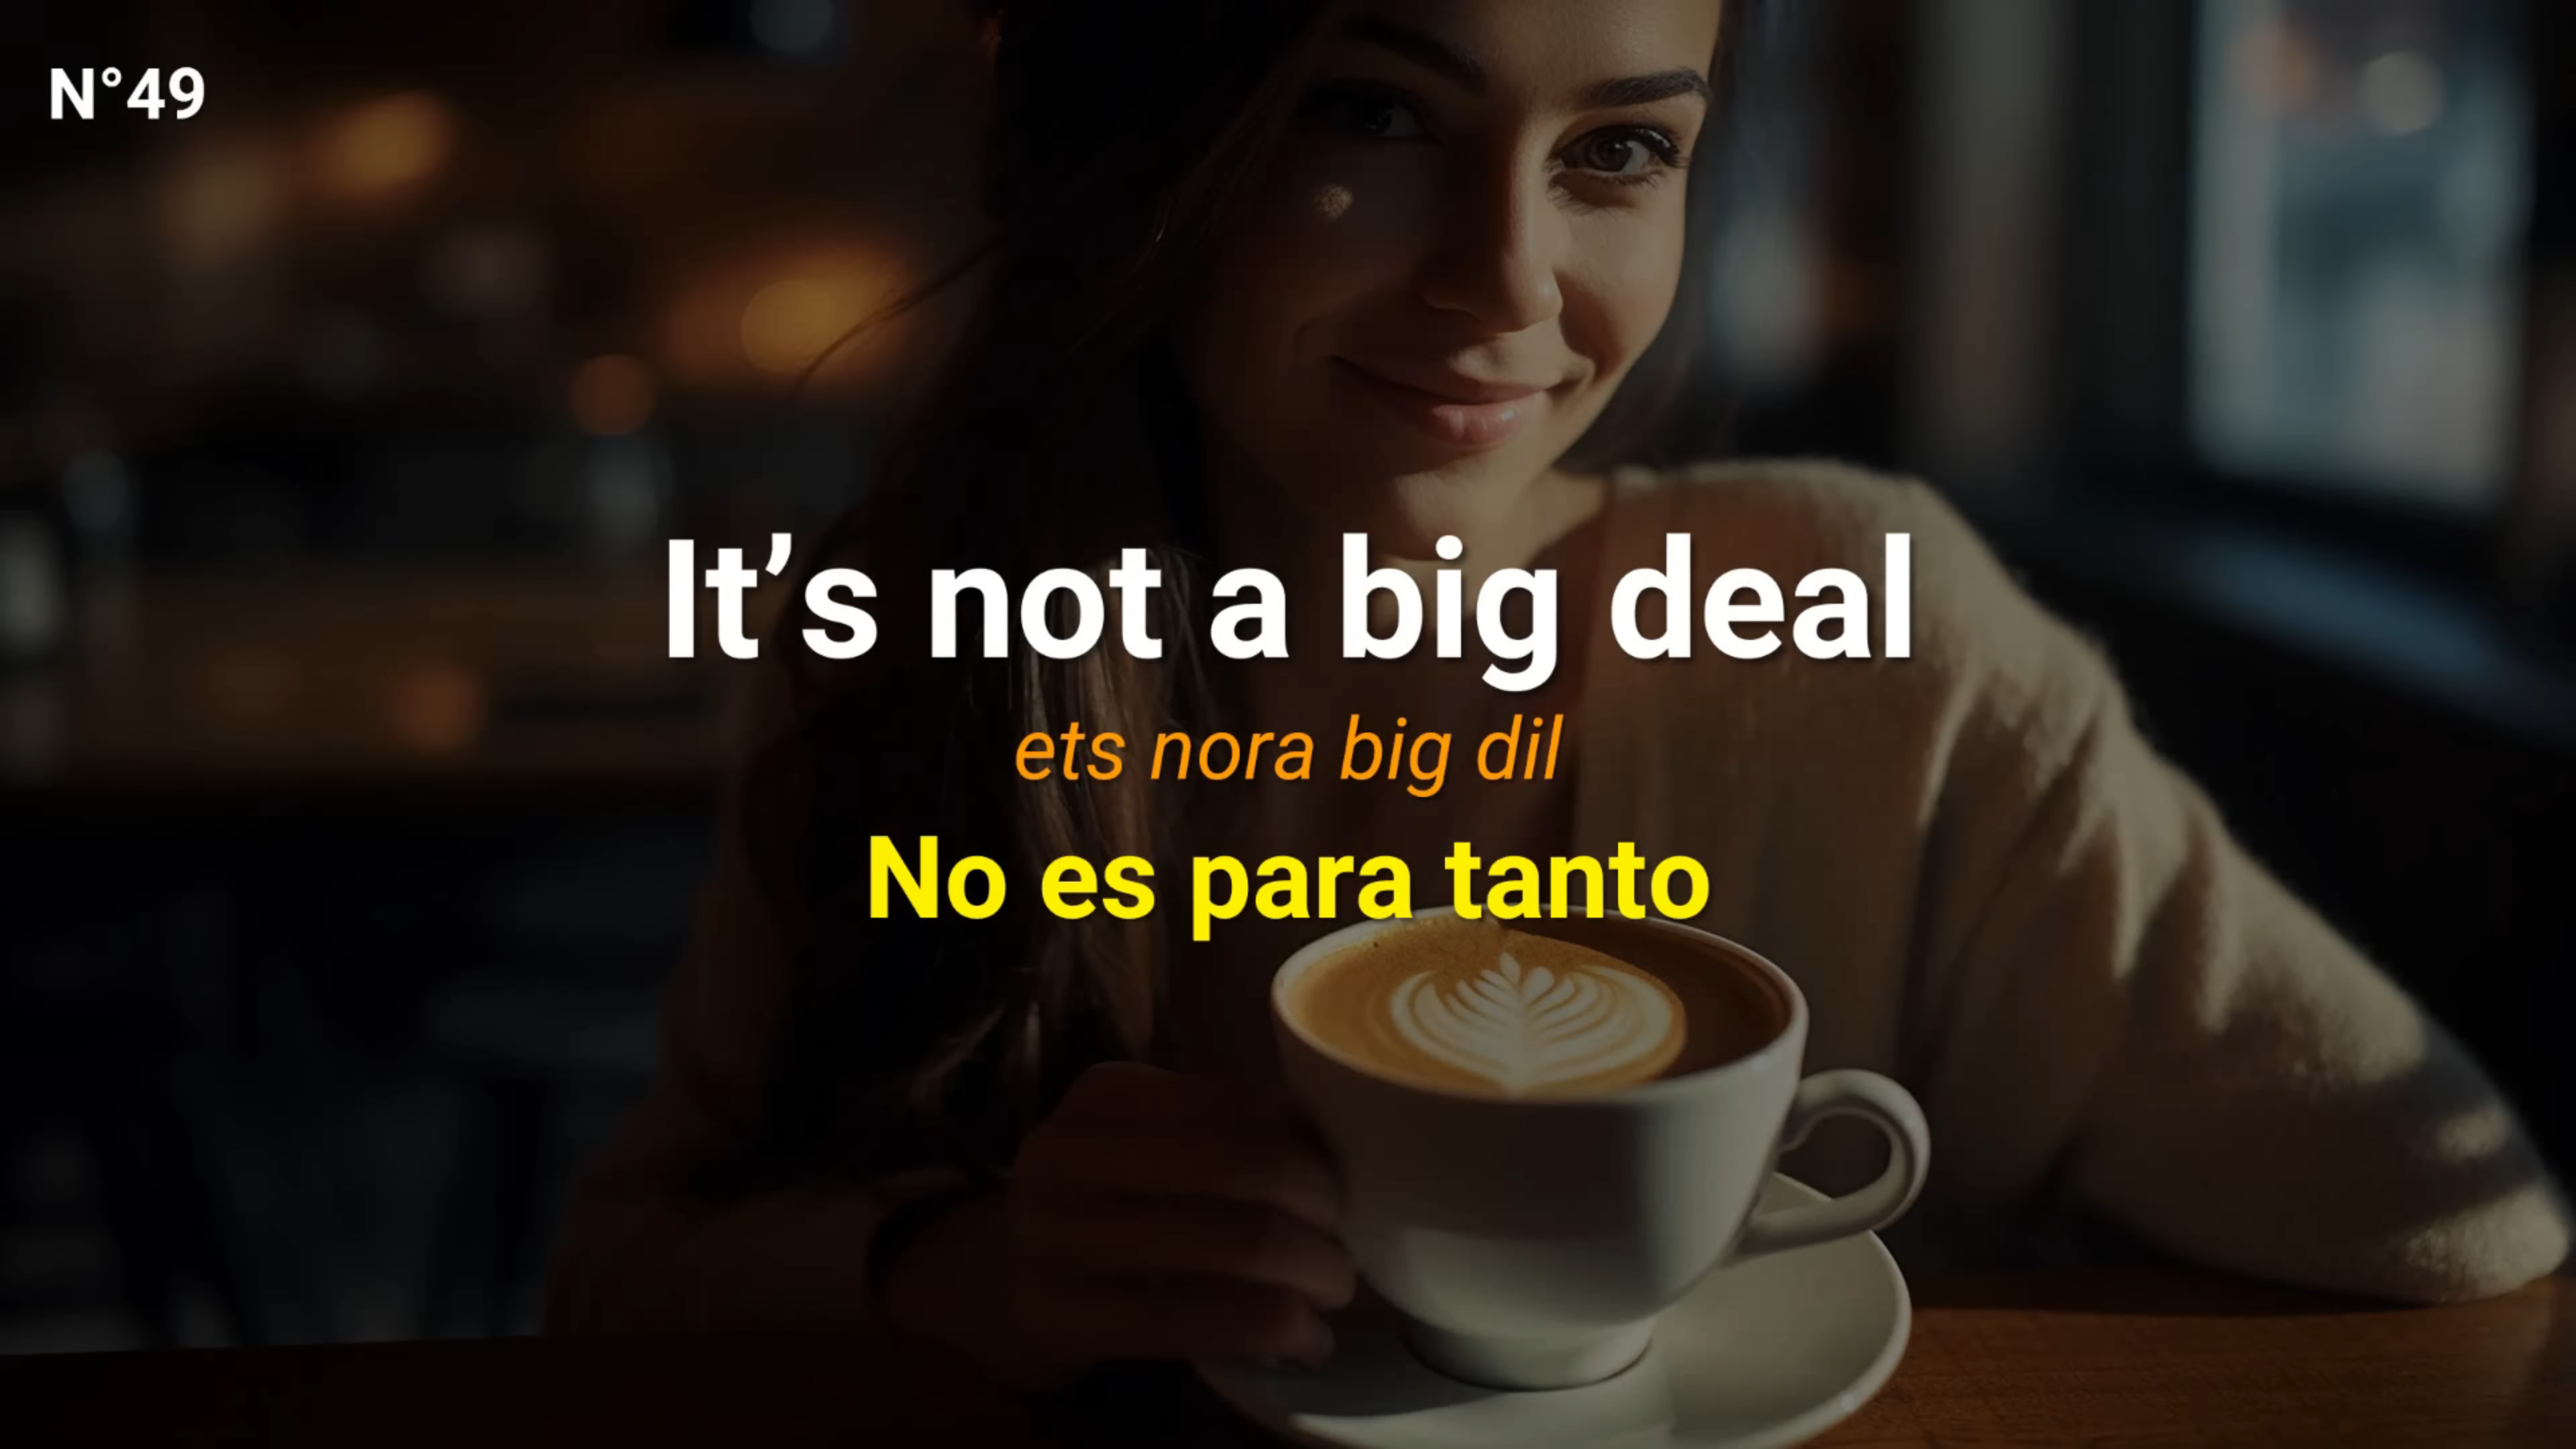 N°49
It’s not a big deal
ets nora big dil
No es para tanto